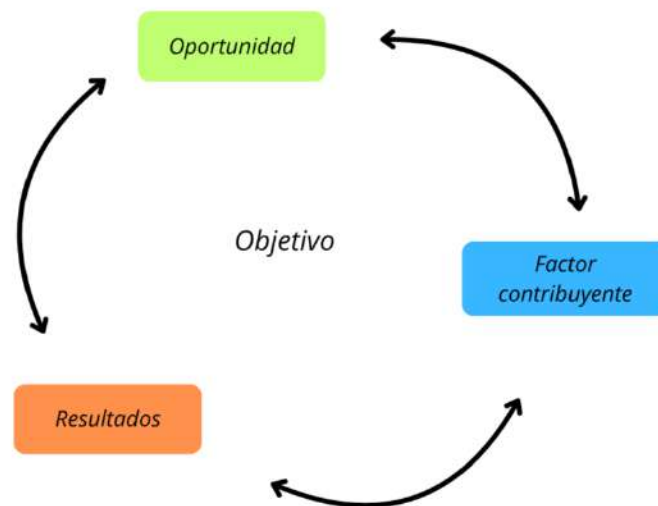 Oportunidad
Objetivo
Factor
contribuyente
Resultados